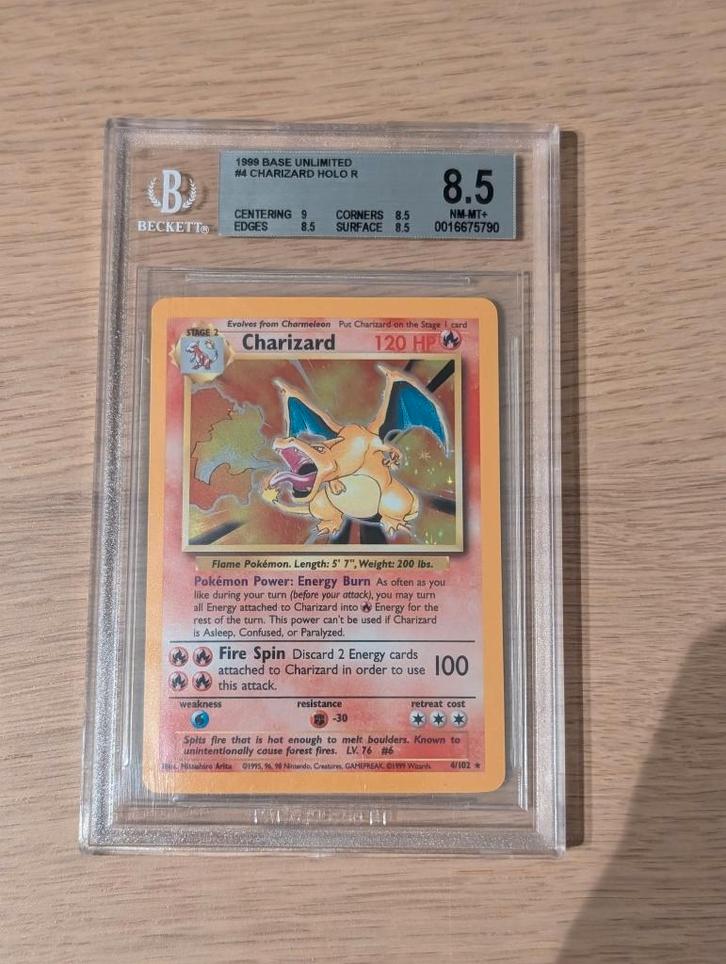 1999 BASE UNLIMITED
#4 CHARIZARD HOLO R
8.5
NM-MT+
CENTERING 9 CORNERS 8.5
EDGES 8.5 SURFACE 8.5
0016675790
B
BECKETT®
Evolves from Charmeleon Put Charizard on the Stage 1 card
STAGE 2
Charizard 120 HP
Flame Pokémon. Length: 5' 7", Weight: 200 lbs.
Pokémon Power: Energy Burn As often as you
like during your turn (before your attack), you may turn
all Energy attached to Charizard into Energy for the
rest of the turn. This power can't be used if Charizard
is Asleep, Confused, or Paralyzed.
Fire Spin Discard 2 Energy cards
attached to Charizard in order to use 100
this attack.
weakness resistance retreat cost
-30
Spits fire that is hot enough to melt boulders. Known to
unintentionally cause forest fires. LV. 76 #6
Illus. Mitsuhiro Arita ©1995, 96, 98 Nintendo, Creatures, GAMEFREAK. ©1999 Wizards. 4/102 ★